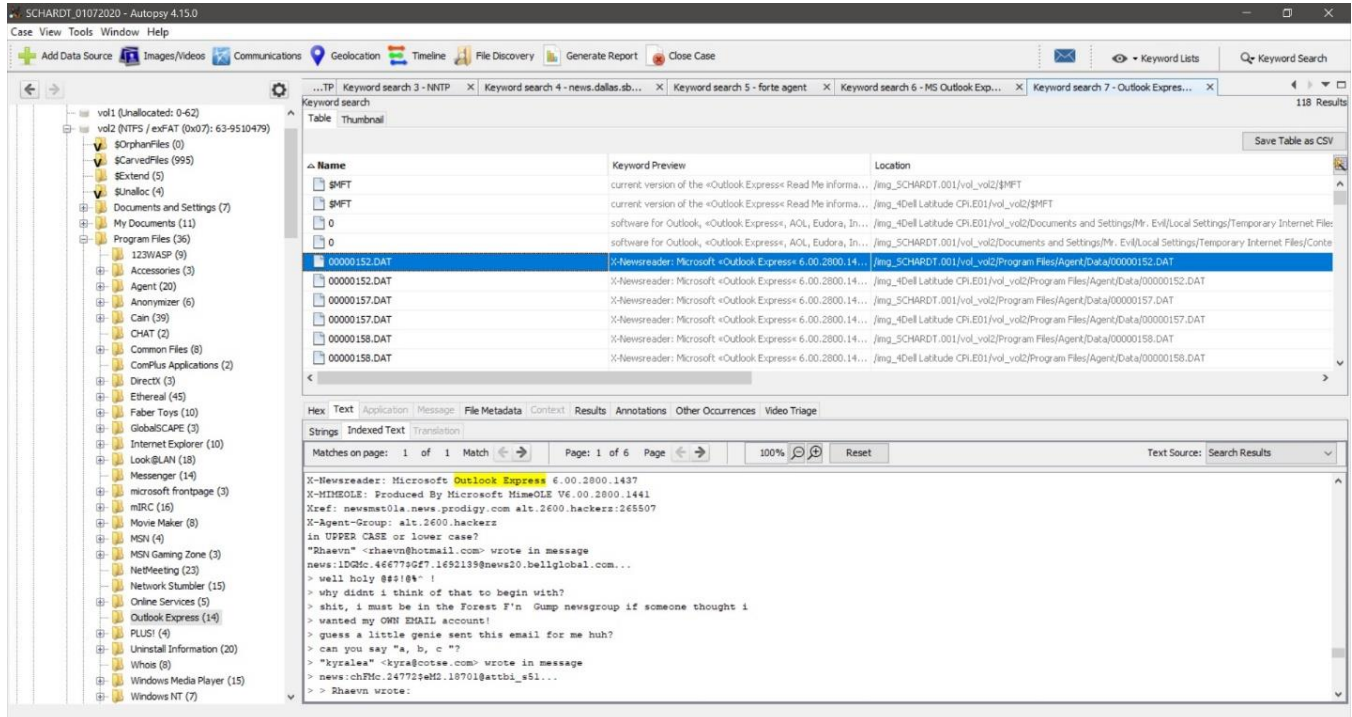 SCHARDT_01072020 - Autopsy 4.15.0
Case View Tools Window Help
Add Data Source Images/Videos Communications Geolocation Timeline File Discovery Generate Report Close Case Keyword Lists Keyword Search
...TP Keyword search 3 - NNTP Keyword search 4 - news.dallas.sb... Keyword search 5 - forte agent Keyword search 6 - MS Outlook Exp... Keyword search 7 - Outlook Expres...
Keyword search 118 Results
Table Thumbnail
Save Table as CSV
Name Keyword Preview Location
$MFT current version of the «Outlook Express« Read Me informa... /img_SCHARDT.001/vol_vol2/$MFT
$MFT current version of the «Outlook Express« Read Me informa... /img_4Dell Latitude CPi.E01/vol_vol2/$MFT
0 software for Outlook, «Outlook Express«, AOL, Eudora, In... /img_4Dell Latitude CPi.E01/vol_vol2/Documents and Settings/Mr. Evil/Local Settings/Temporary Internet Files
0 software for Outlook, «Outlook Express«, AOL, Eudora, In... /img_SCHARDT.001/vol_vol2/Documents and Settings/Mr. Evil/Local Settings/Temporary Internet Files/Conte
00000152.DAT X-Newsreader: Microsoft «Outlook Express« 6.00.2800.14... /img_SCHARDT.001/vol_vol2/Program Files/Agent/Data/00000152.DAT
00000152.DAT X-Newsreader: Microsoft «Outlook Express« 6.00.2800.14... /img_4Dell Latitude CPi.E01/vol_vol2/Program Files/Agent/Data/00000152.DAT
00000157.DAT X-Newsreader: Microsoft «Outlook Express« 6.00.2800.14... /img_SCHARDT.001/vol_vol2/Program Files/Agent/Data/00000157.DAT
00000157.DAT X-Newsreader: Microsoft «Outlook Express« 6.00.2800.14... /img_4Dell Latitude CPi.E01/vol_vol2/Program Files/Agent/Data/00000157.DAT
00000158.DAT X-Newsreader: Microsoft «Outlook Express« 6.00.2800.14... /img_SCHARDT.001/vol_vol2/Program Files/Agent/Data/00000158.DAT
00000158.DAT X-Newsreader: Microsoft «Outlook Express« 6.00.2800.14... /img_4Dell Latitude CPi.E01/vol_vol2/Program Files/Agent/Data/00000158.DAT
vol1 (Unallocated: 0-62)
vol2 (NTFS / exFAT (0x07): 63-9510479)
$OrphanFiles (0)
$CarvedFiles (995)
$Extend (5)
$Unalloc (4)
Documents and Settings (7)
My Documents (11)
Program Files (36)
123WASP (9)
Accessories (3)
Agent (20)
Anonymizer (6)
Cain (39)
CHAT (2)
Common Files (8)
ComPlus Applications (2)
DirectX (3)
Ethereal (45)
Faber Toys (10)
GlobalSCAPE (3)
Internet Explorer (10)
Look@LAN (18)
Messenger (14)
microsoft frontpage (3)
mIRC (16)
Movie Maker (8)
MSN (4)
MSN Gaming Zone (3)
NetMeeting (23)
Network Stumbler (15)
Online Services (5)
Outlook Express (14)
PLUS! (4)
Uninstall Information (20)
Whois (8)
Windows Media Player (15)
Windows NT (7)
Hex Text Application Message File Metadata Context Results Annotations Other Occurrences Video Triage
Strings Indexed Text Translation
Matches on page: 1 of 1 Match Page: 1 of 6 Page 100% Reset Text Source: Search Results
X-Newsreader: Microsoft Outlook Express 6.00.2800.1437
X-MIMEOLE: Produced By Microsoft MimeOLE V6.00.2800.1441
Xref: newsmst01a.news.prodigy.com alt.2600.hackerz:265507
X-Agent-Group: alt.2600.hackerz
in UPPER CASE or lower case?
"Rhaevn" <rhaevn@hotmail.com> wrote in message
news:1DGMc.46677$Gf7.1692139@news20.bellglobal.com...
> well holy @#$!@%^ !
> why didnt i think of that to begin with?
> shit, i must be in the Forest F'n  Gump newsgroup if someone thought i
> wanted my OWN EMAIL account!
> guess a little genie sent this email for me huh?
> can you say "a, b, c "?
> "kyralea" <kyra@cotse.com> wrote in message
> news:chFMc.24772$eM2.18701@attbi_s51...
> > Rhaevn wrote: